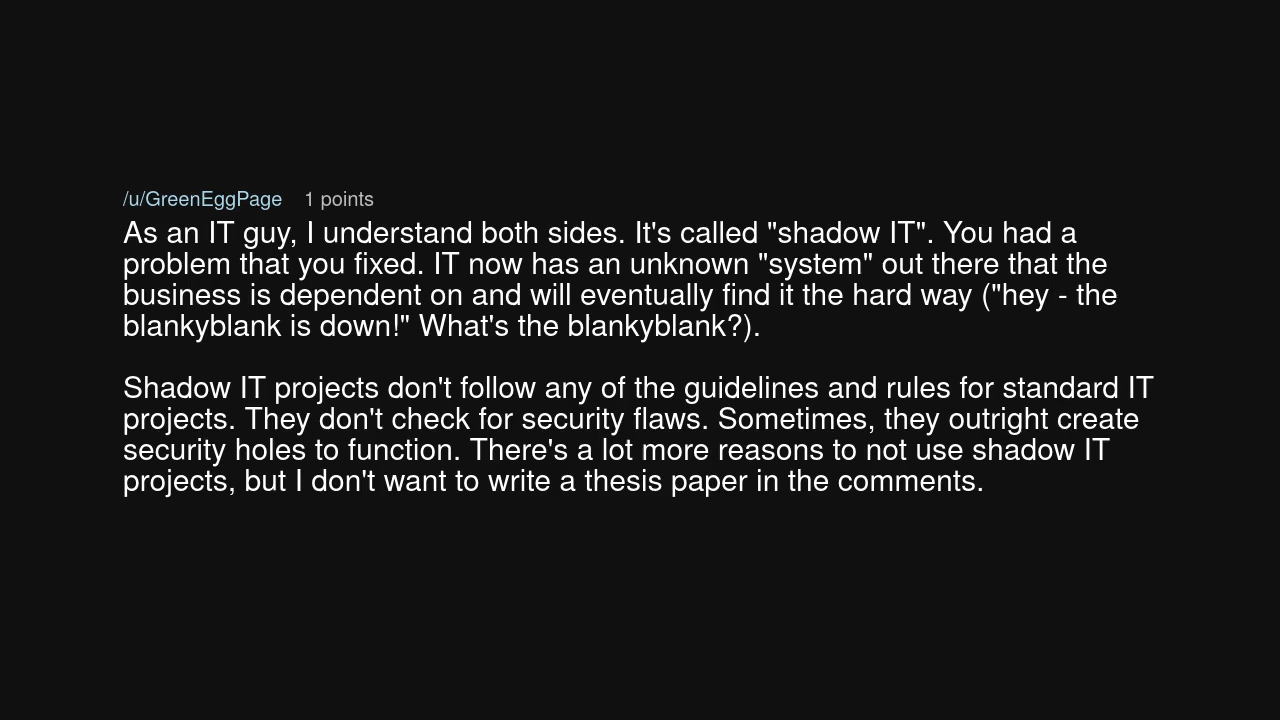 /u/GreenEggPage 1 points
As an IT guy, I understand both sides. It's called "shadow IT". You had a
problem that you fixed. IT now has an unknown "system" out there that the
business is dependent on and will eventually find it the hard way ("hey - the
blankyblank is down!" What's the blankyblank?).
Shadow IT projects don't follow any of the guidelines and rules for standard IT
projects. They don't check for security flaws. Sometimes, they outright create
security holes to function. There's a lot more reasons to not use shadow IT
projects, but I don't want to write a thesis paper in the comments.